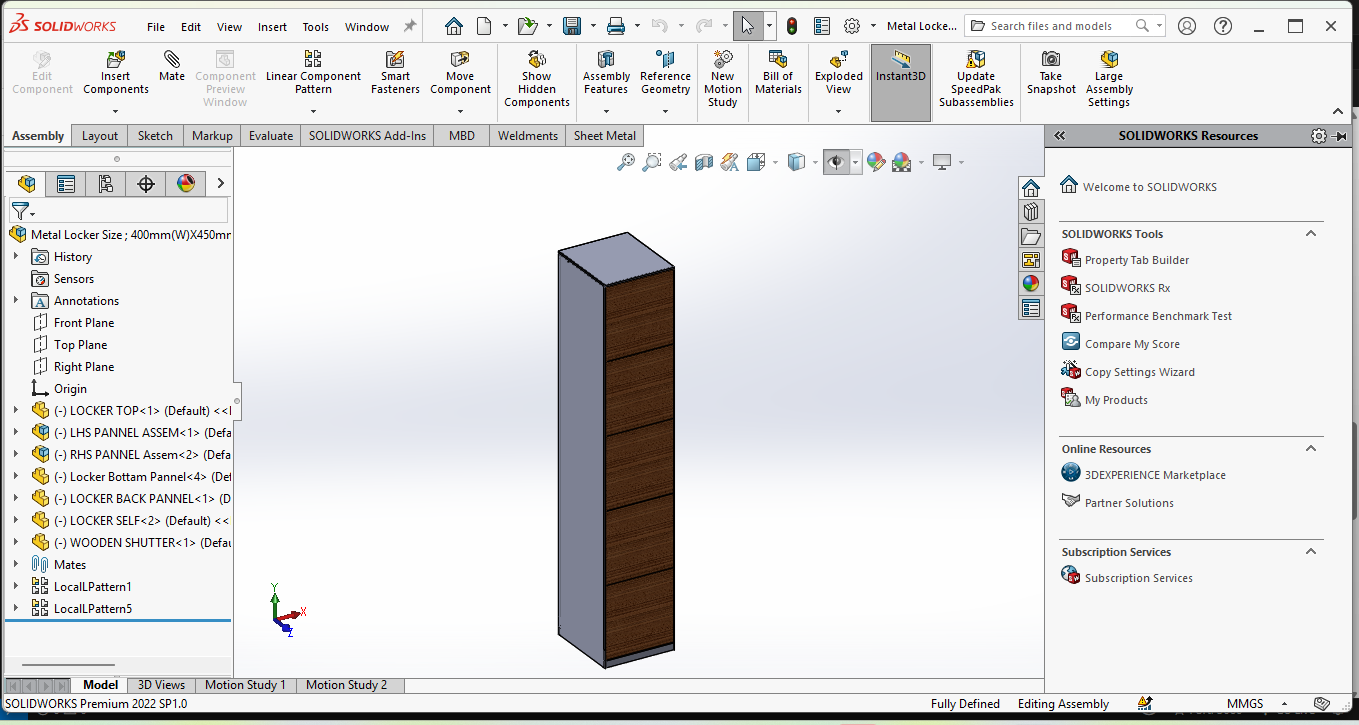 SOLIDWORKS
File Edit View Insert Tools Window
Metal Locke...
Search files and models
Edit Component
Insert Components
Mate
Component Preview Window
Linear Component Pattern
Smart Fasteners
Move Component
Show Hidden Components
Assembly Features
Reference Geometry
New Motion Study
Bill of Materials
Exploded View
Instant3D
Update SpeedPak Subassemblies
Take Snapshot
Large Assembly Settings
Assembly Layout Sketch Markup Evaluate SOLIDWORKS Add-Ins MBD Weldments Sheet Metal
SOLIDWORKS Resources
Metal Locker Size ; 400mm(W)X450mm
History
Sensors
Annotations
Front Plane
Top Plane
Right Plane
Origin
(-) LOCKER TOP<1> (Default) <<
(-) LHS PANNEL ASSEM<1> (Defa
(-) RHS PANNEL Assem<2> (Defa
(-) Locker Bottam Pannel<4> (Def
(-) LOCKER BACK PANNEL<1> (D
(-) LOCKER SELF<2> (Default) <<
(-) WOODEN SHUTTER<1> (Defau
Mates
LocalLPattern1
LocalLPattern5
Y
X
Z
Welcome to SOLIDWORKS
SOLIDWORKS Tools
Property Tab Builder
SOLIDWORKS Rx
Performance Benchmark Test
Compare My Score
Copy Settings Wizard
My Products
Online Resources
3DEXPERIENCE Marketplace
Partner Solutions
Subscription Services
Subscription Services
Model 3D Views Motion Study 1 Motion Study 2
SOLIDWORKS Premium 2022 SP1.0
Fully Defined Editing Assembly MMGS